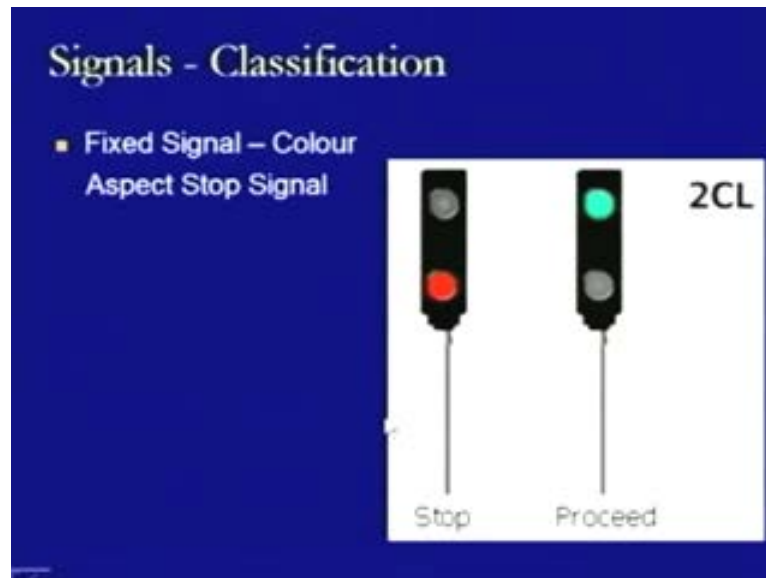 Signals - Classification
Fixed Signal – Colour
Aspect Stop Signal
2CL
Stop
Proceed